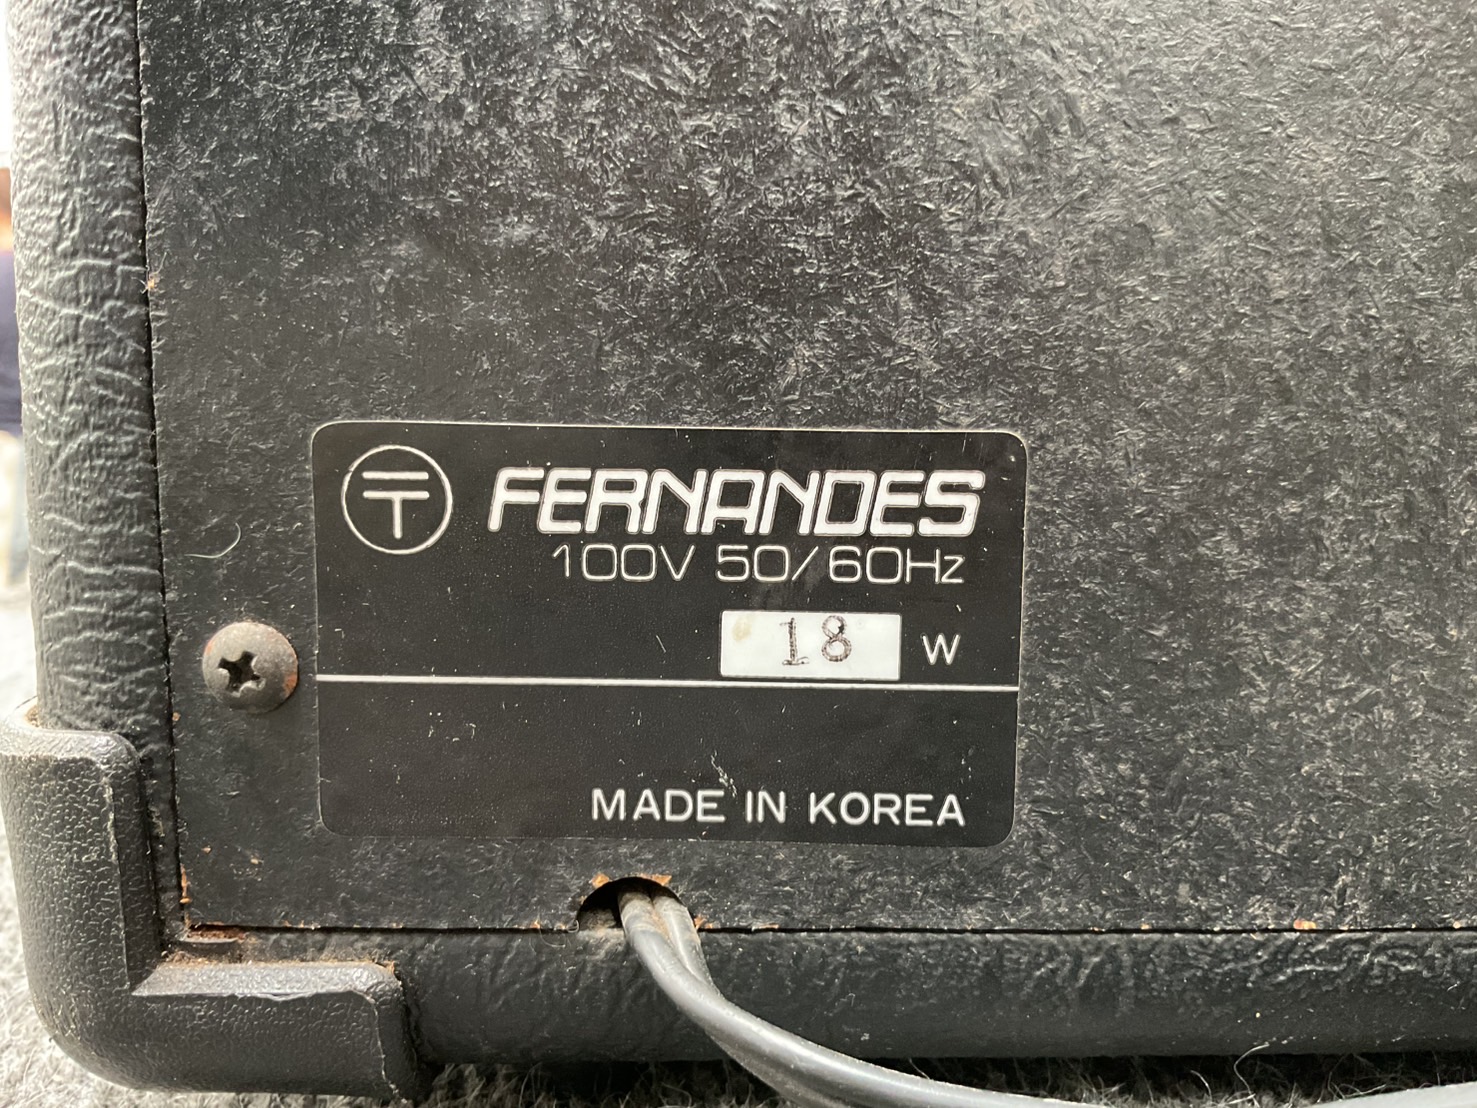 〒 FERNANDES
100V 50/60Hz
18 W
MADE IN KOREA